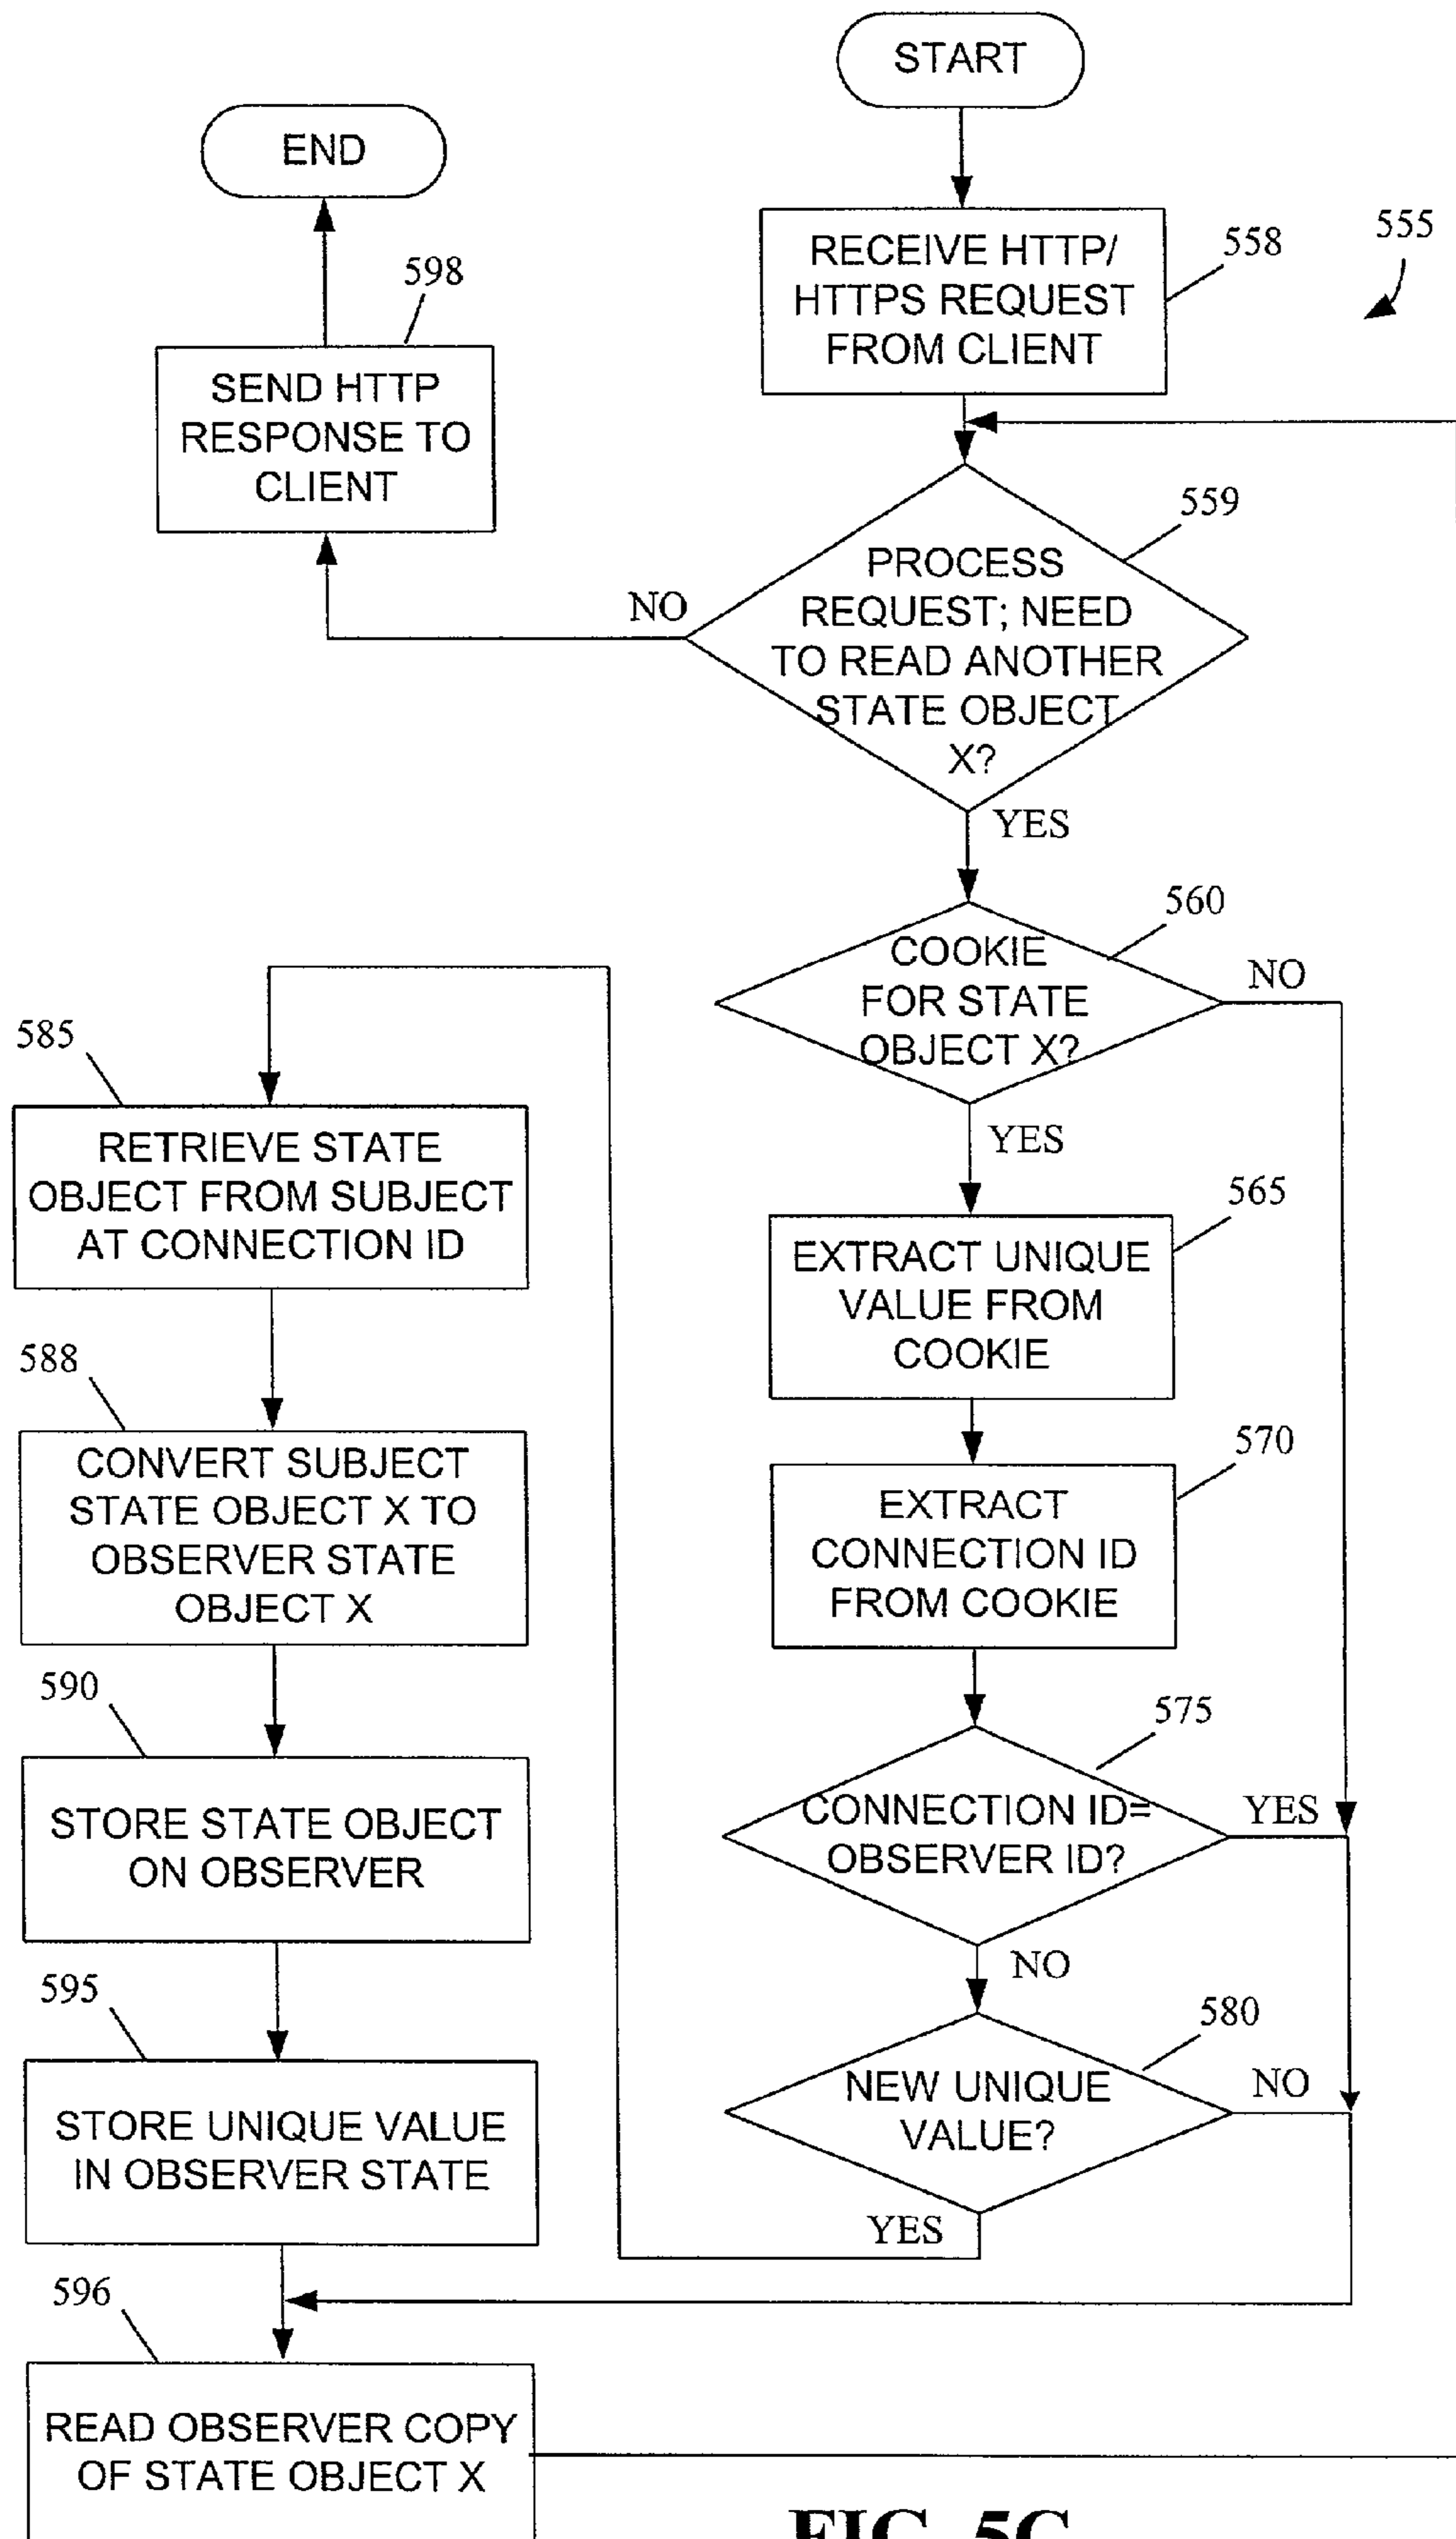 START
END
RECEIVE HTTP/
HTTPS REQUEST
FROM CLIENT
558
555
598
SEND HTTP
RESPONSE TO
CLIENT
559
PROCESS
REQUEST; NEED
TO READ ANOTHER
STATE OBJECT
X?
NO
YES
560
COOKIE
FOR STATE
OBJECT X?
NO
YES
585
RETRIEVE STATE
OBJECT FROM SUBJECT
AT CONNECTION ID
565
EXTRACT UNIQUE
VALUE FROM
COOKIE
588
CONVERT SUBJECT
STATE OBJECT X TO
OBSERVER STATE
OBJECT X
570
EXTRACT
CONNECTION ID
FROM COOKIE
590
STORE STATE OBJECT
ON OBSERVER
575
CONNECTION ID=
OBSERVER ID?
YES
NO
595
STORE UNIQUE VALUE
IN OBSERVER STATE
580
NEW UNIQUE
VALUE?
NO
YES
596
READ OBSERVER COPY
OF STATE OBJECT X
FIG. 5C